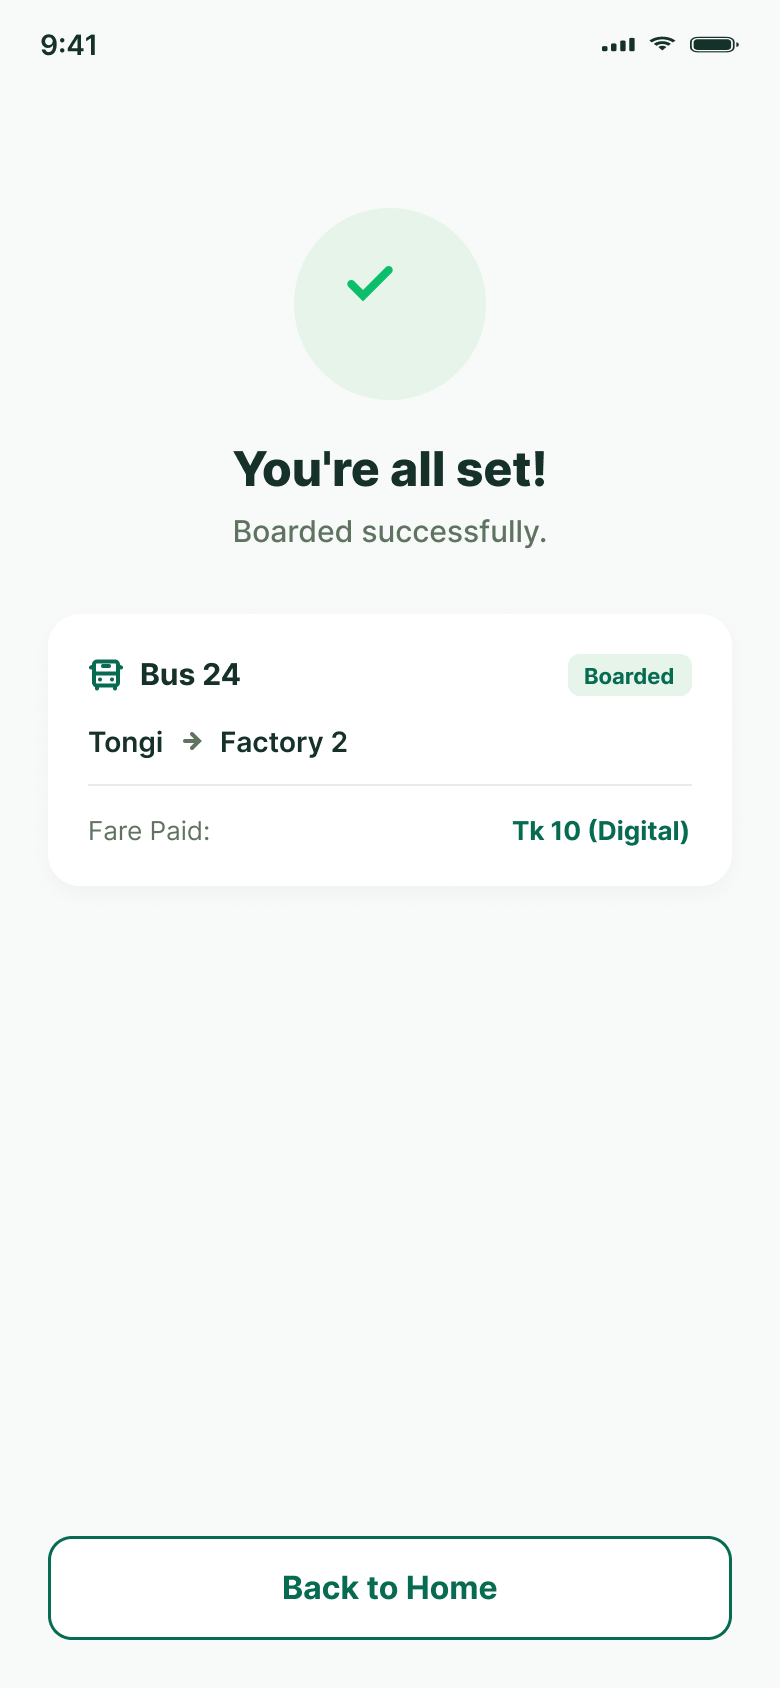 9:41
You're all set!
Boarded successfully.
Bus 24
Boarded
Tongi → Factory 2
Fare Paid:
Tk 10 (Digital)
Back to Home